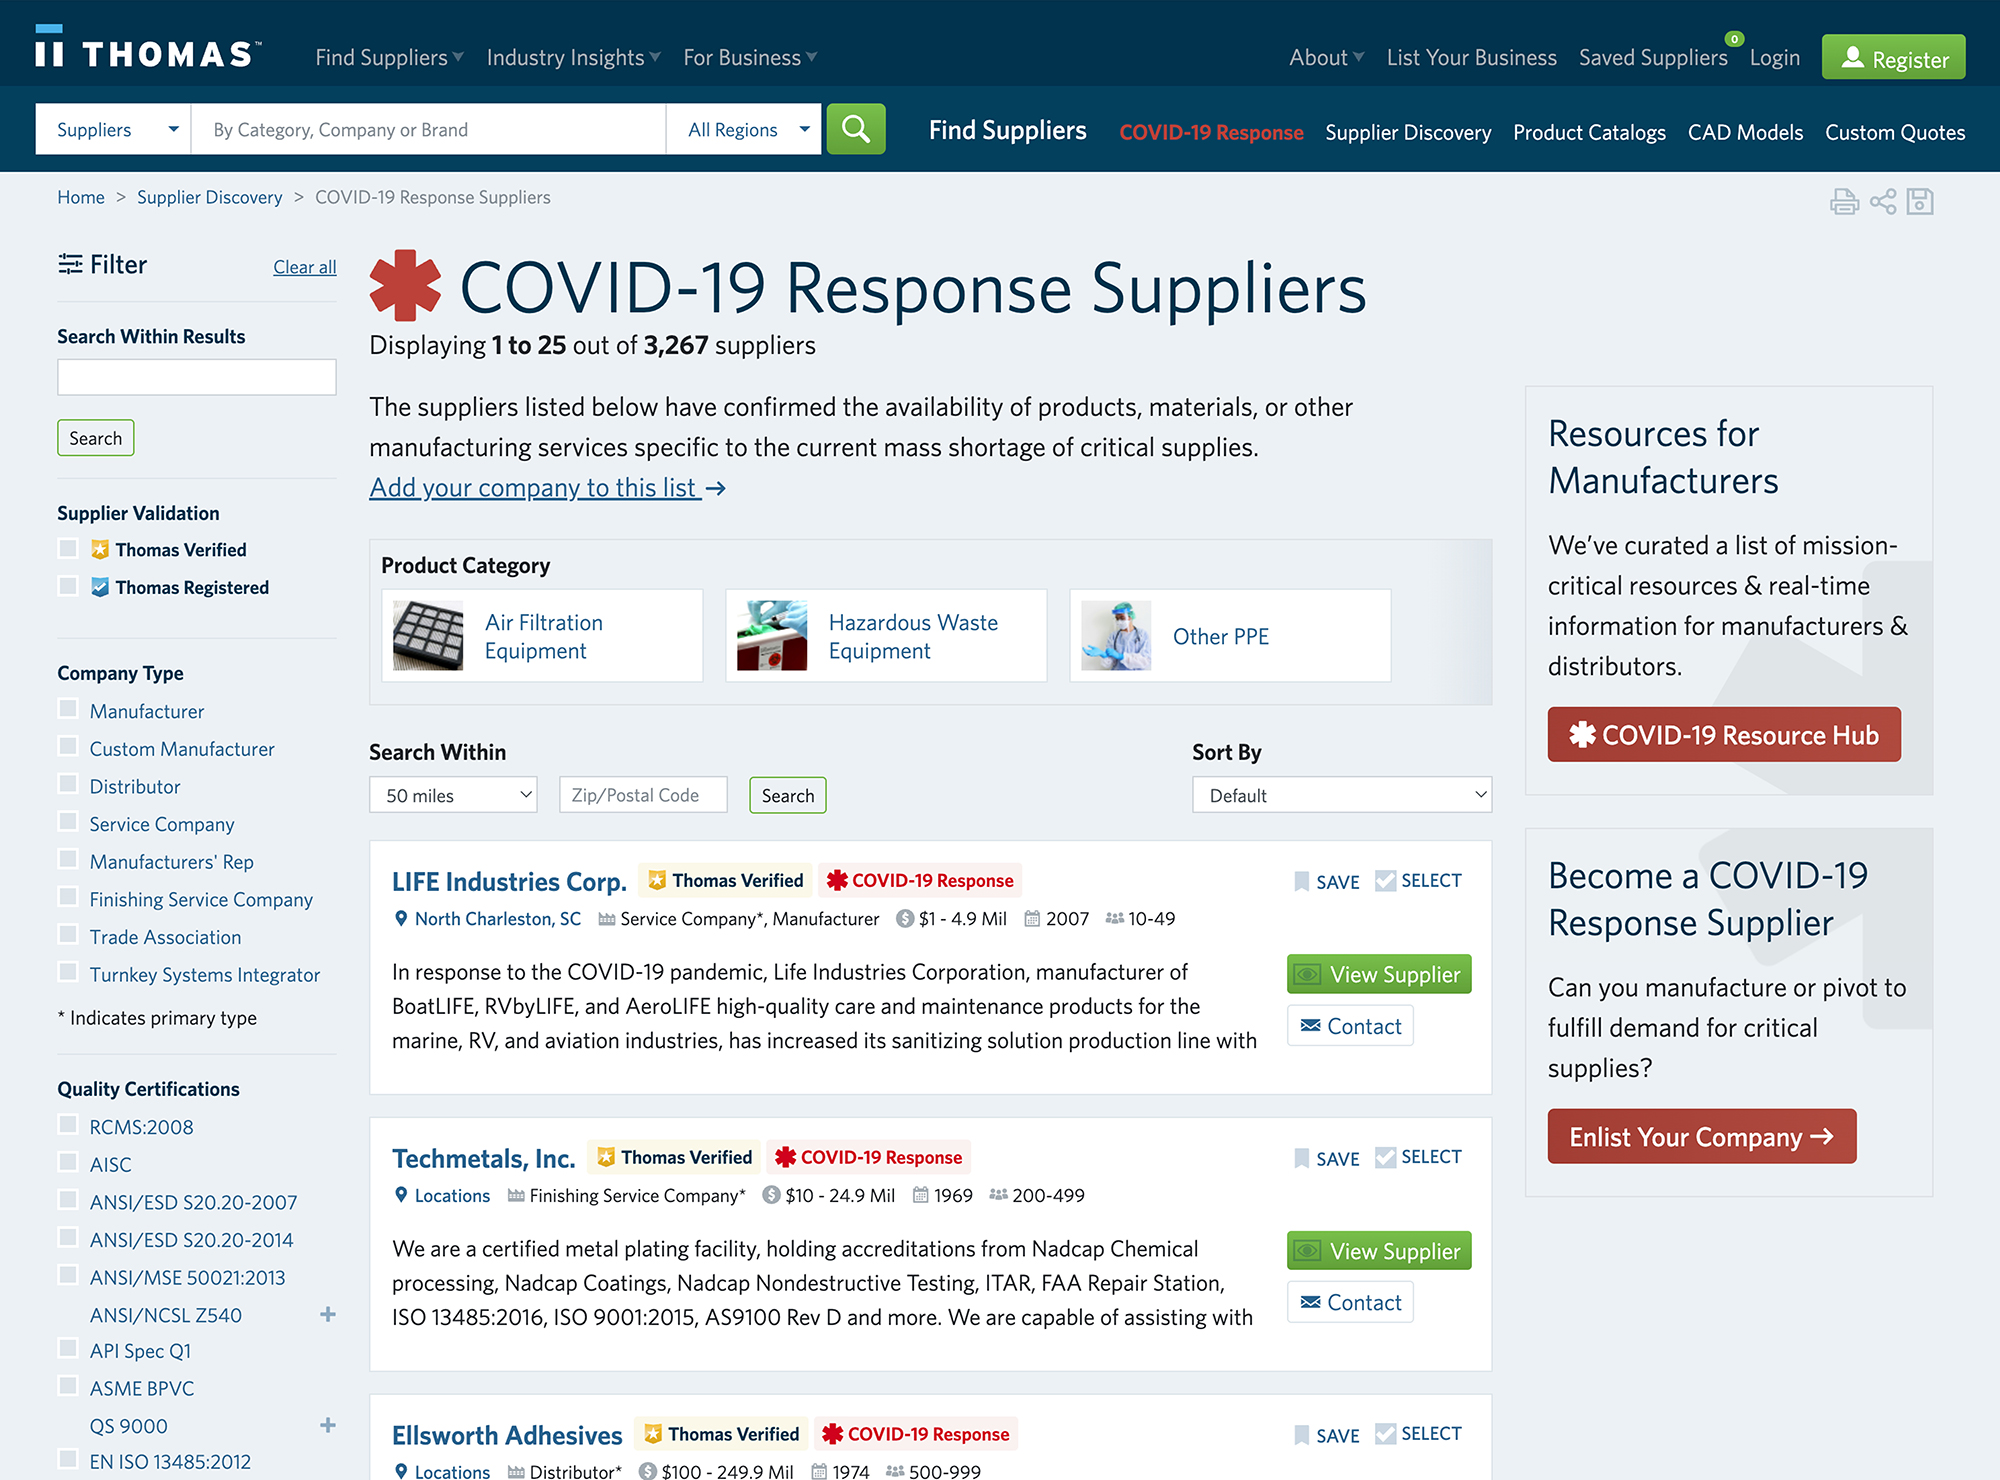 THOMAS™
Find Suppliers
Industry Insights
For Business
About
List Your Business
Saved Suppliers
0
Login
Register
Suppliers
By Category, Company or Brand
All Regions
Find Suppliers
COVID-19 Response
Supplier Discovery
Product Catalogs
CAD Models
Custom Quotes
Home > Supplier Discovery > COVID-19 Response Suppliers
Filter
Clear all
Search Within Results
Search
Supplier Validation
Thomas Verified
Thomas Registered
Company Type
Manufacturer
Custom Manufacturer
Distributor
Service Company
Manufacturers' Rep
Finishing Service Company
Trade Association
Turnkey Systems Integrator
* Indicates primary type
Quality Certifications
RCMS:2008
AISC
ANSI/ESD S20.20-2007
ANSI/ESD S20.20-2014
ANSI/MSE 50021:2013
ANSI/NCSL Z540 +
API Spec Q1
ASME BPVC
QS 9000 +
EN ISO 13485:2012
COVID-19 Response Suppliers
Displaying 1 to 25 out of 3,267 suppliers
The suppliers listed below have confirmed the availability of products, materials, or other
manufacturing services specific to the current mass shortage of critical supplies.
Add your company to this list →
Product Category
Air Filtration
Equipment
Hazardous Waste
Equipment
Other PPE
Search Within
50 miles
Zip/Postal Code
Search
Sort By
Default
LIFE Industries Corp. Thomas Verified COVID-19 Response
SAVE SELECT
North Charleston, SC Service Company*, Manufacturer $1 - 4.9 Mil 2007 10-49
In response to the COVID-19 pandemic, Life Industries Corporation, manufacturer of
BoatLIFE, RVbyLIFE, and AeroLIFE high-quality care and maintenance products for the
marine, RV, and aviation industries, has increased its sanitizing solution production line with
View Supplier
Contact
Techmetals, Inc. Thomas Verified COVID-19 Response
SAVE SELECT
Locations Finishing Service Company* $10 - 24.9 Mil 1969 200-499
We are a certified metal plating facility, holding accreditations from Nadcap Chemical
processing, Nadcap Coatings, Nadcap Nondestructive Testing, ITAR, FAA Repair Station,
ISO 13485:2016, ISO 9001:2015, AS9100 Rev D and more. We are capable of assisting with
View Supplier
Contact
Ellsworth Adhesives Thomas Verified COVID-19 Response
SAVE SELECT
Locations Distributor* $100 - 249.9 Mil 1974 500-999
Resources for
Manufacturers
We've curated a list of mission-
critical resources & real-time
information for manufacturers &
distributors.
COVID-19 Resource Hub
Become a COVID-19
Response Supplier
Can you manufacture or pivot to
fulfill demand for critical
supplies?
Enlist Your Company →